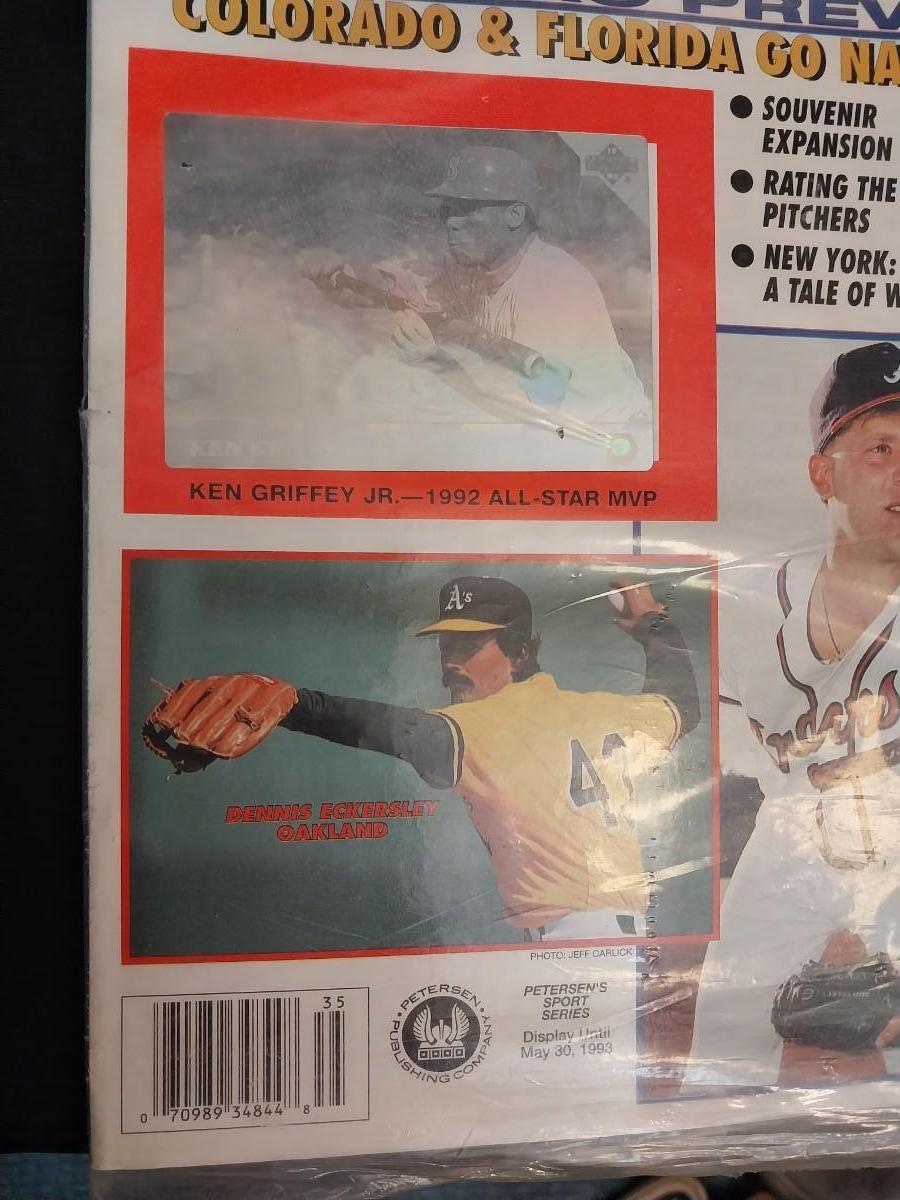 PREV
COLORADO & FLORIDA GO NA
SOUVENIR
EXPANSION
RATING THE
PITCHERS
NEW YORK:
A TALE OF W
S
KEN G
KEN GRIFFEY JR.—1992 ALL-STAR MVP
A's
DENNIS ECKERSLEY
OAKLAND
PHOTO: JEFF CARLICK
35
0 70989 34844 8
PETERSEN
PUBLISHING COMPANY
PETERSEN'S
SPORT
SERIES
Display Until
May 30, 1993